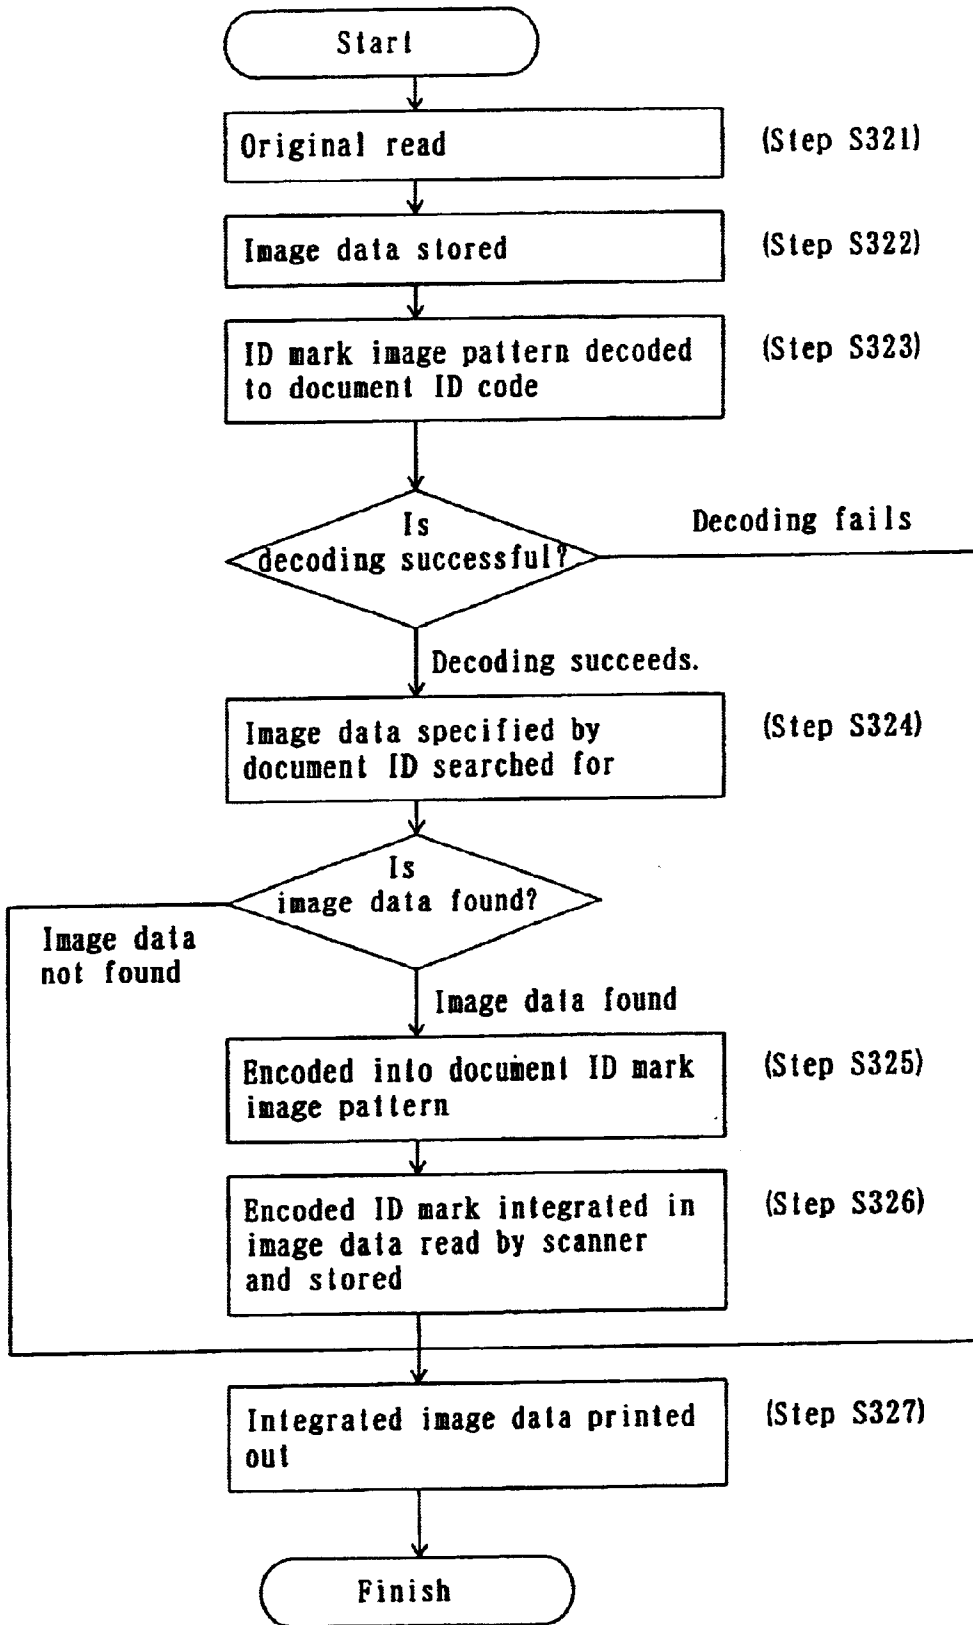 Start
Original read
(Step S321)
Image data stored
(Step S322)
ID mark image pattern decoded
to document ID code
(Step S323)
Is
decoding successful?
Decoding fails
Decoding succeeds.
Image data specified by
document ID searched for
(Step S324)
Is
image data found?
Image data
not found
Image data found
Encoded into document ID mark
image pattern
(Step S325)
Encoded ID mark integrated in
image data read by scanner
and stored
(Step S326)
Integrated image data printed
out
(Step S327)
Finish